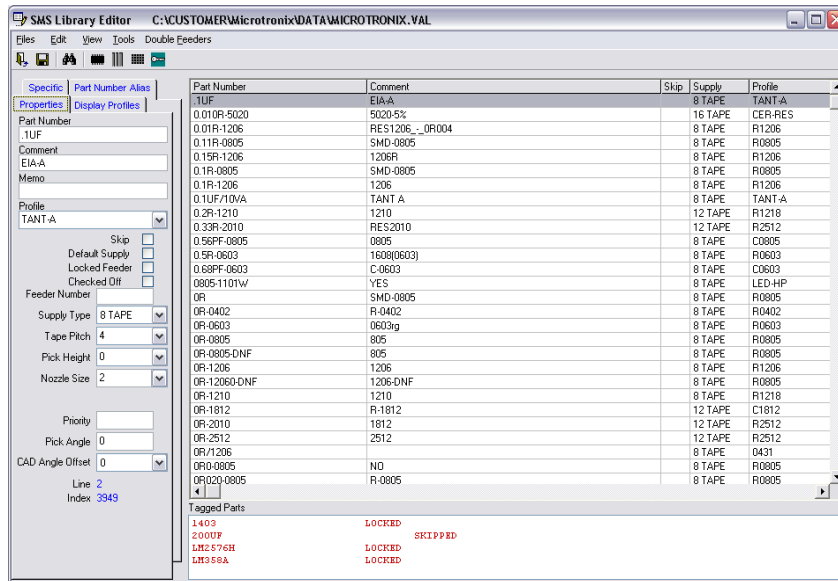 SMS Library Editor C:\CUSTOMER\Microtronix\DATA\MICROTRONIX.VAL
Files Edit View Tools Double Feeders
Specific Part Number Alias
Properties Display Profiles
Part Number
.1UF
Comment
EIA-A
Memo
Profile
TANT-A
Skip
Default Supply
Locked Feeder
Checked Off
Feeder Number
Supply Type 8 TAPE
Tape Pitch 4
Pick Height 0
Nozzle Size 2
Priority
Pick Angle 0
CAD Angle Offset 0
Line 2
Index 3949
Part Number Comment Skip Supply Profile
.1UF EIA-A 8 TAPE TANT-A
0.010R-5020 5020-5% 16 TAPE CER-RES
0.01R-1206 RES1206_-_0R004 8 TAPE R1206
0.11R-0805 SMD-0805 8 TAPE R0805
0.15R-1206 1206R 8 TAPE R1206
0.1R-0805 SMD-0805 8 TAPE R0805
0.1R-1206 1206 8 TAPE R1206
0.1UF/10VA TANT A 8 TAPE TANT-A
0.2R-1210 1210 12 TAPE R1218
0.33R-2010 RES2010 12 TAPE R2512
0.56PF-0805 0805 8 TAPE C0805
0.5R-0603 1608(0603) 8 TAPE R0603
0.68PF-0603 C-0603 8 TAPE C0603
0805-1101W YES 8 TAPE LED-HP
0R SMD-0805 8 TAPE R0805
0R-0402 R-0402 8 TAPE R0402
0R-0603 0603rg 8 TAPE R0603
0R-0805 805 8 TAPE R0805
0R-0805-DNF 805 8 TAPE R0805
0R-1206 1206 8 TAPE R1206
0R-12060-DNF 1206-DNF 8 TAPE R0805
0R-1210 1210 8 TAPE R1218
0R-1812 R-1812 12 TAPE C1812
0R-2010 1812 12 TAPE R2512
0R-2512 2512 12 TAPE R2512
0R/1206 8 TAPE 0431
0R0-0805 NO 8 TAPE R0805
0R020-0805 R-0805 8 TAPE R0805
Tagged Parts
1403 LOCKED
200UF SKIPPED
LM2576H LOCKED
LM358A LOCKED